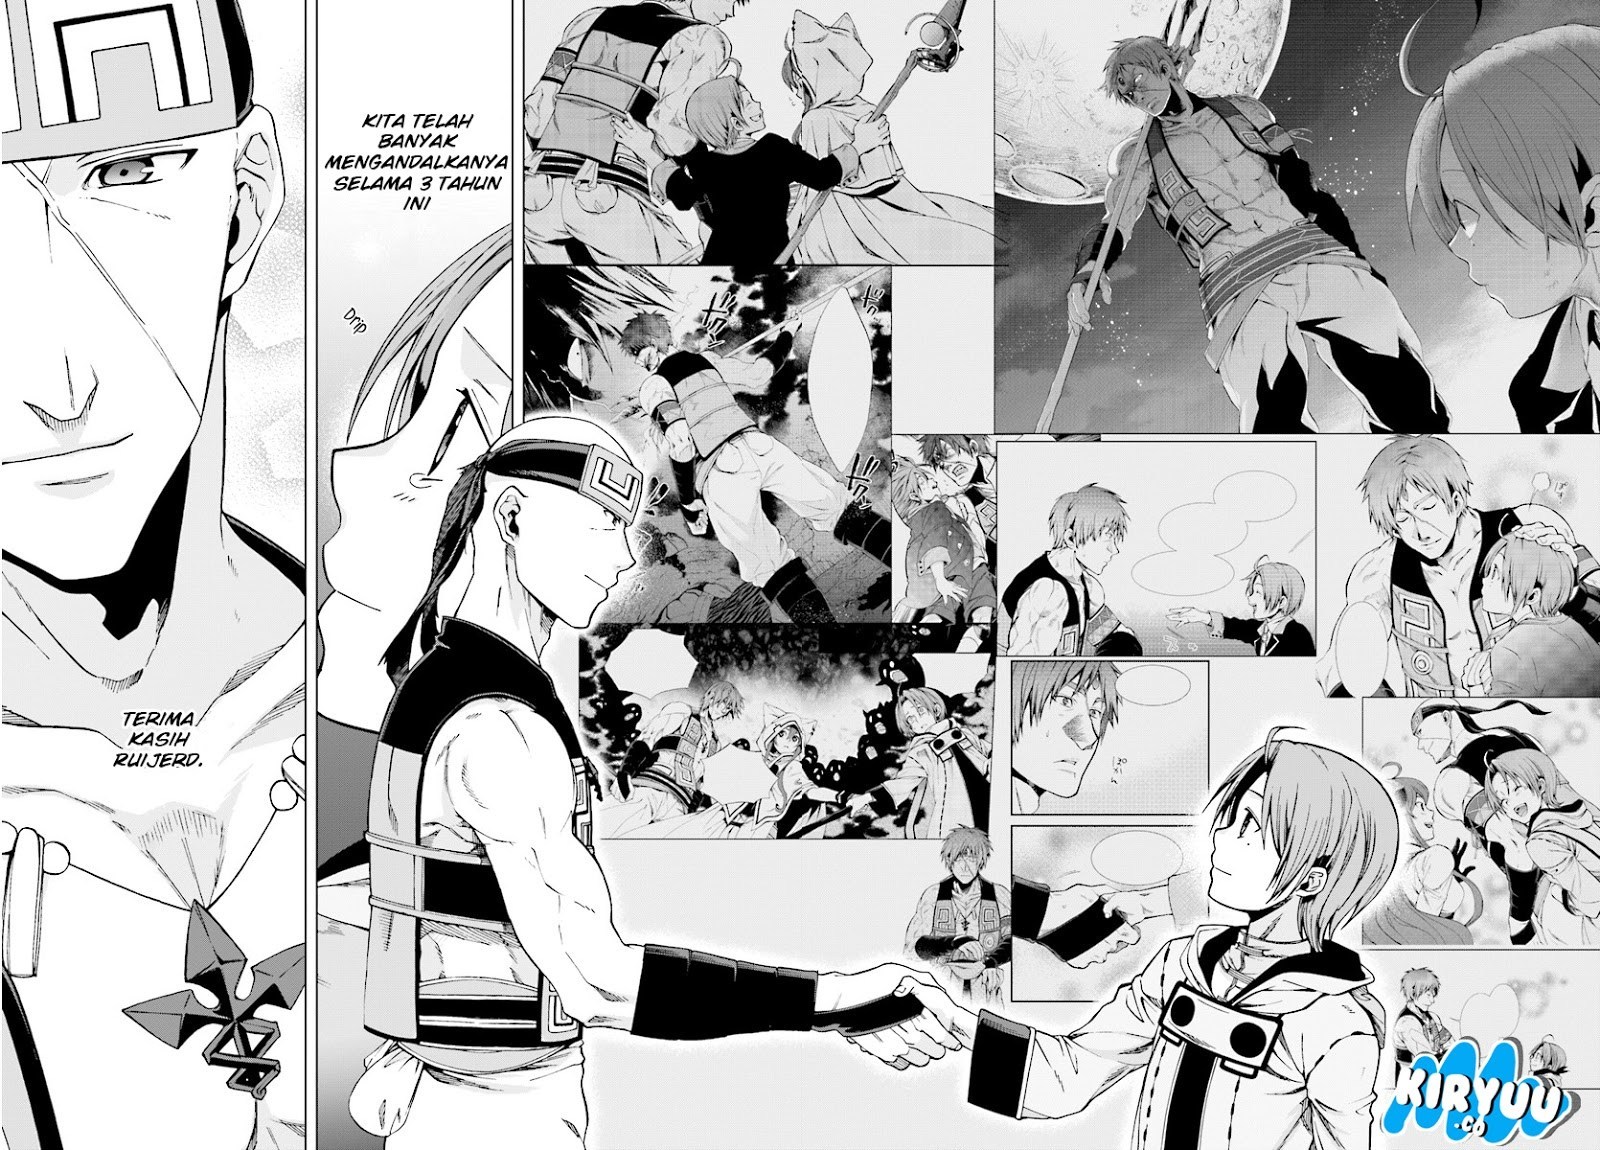 KITA TELAH
BANYAK
MENGANDALKANYA
SELAMA 3 TAHUN
INI
Drip
TERIMA
KASIH
RUIJERD.
KIRYUU
.co